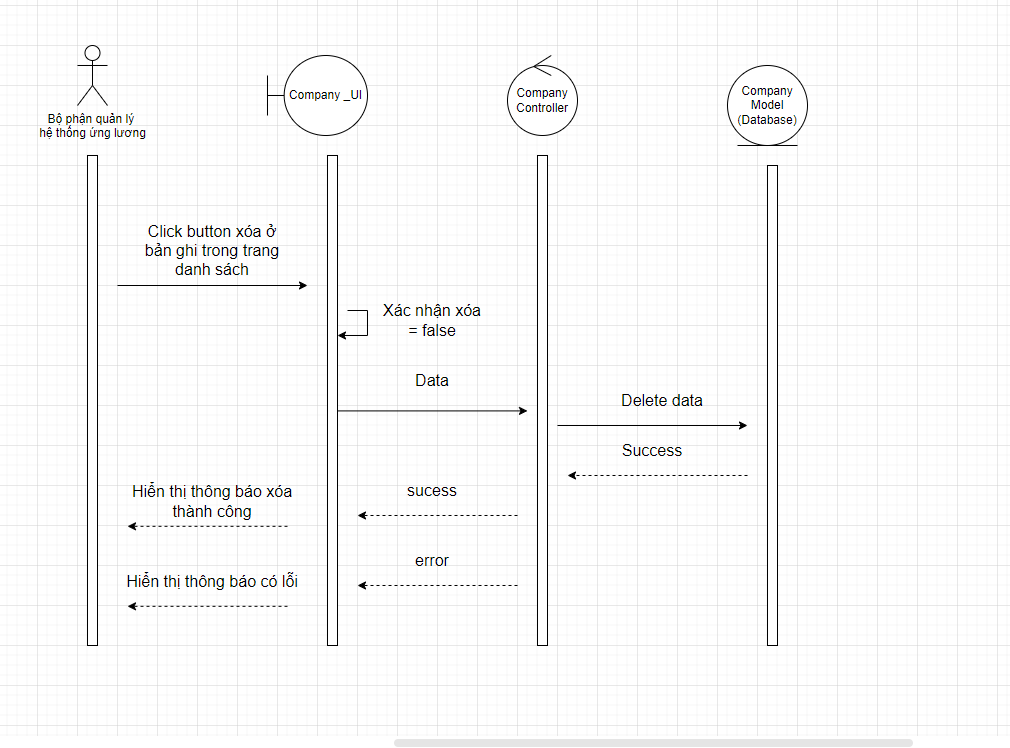 Bộ phận quản lý
hệ thống ứng lương
Company _UI
Company
Controller
Company
Model
(Database)
Click button xóa ở
bản ghi trong trang
danh sách
Xác nhận xóa
= false
Data
Delete data
Success
Hiển thị thông báo xóa
thành công
sucess
error
Hiển thị thông báo có lỗi